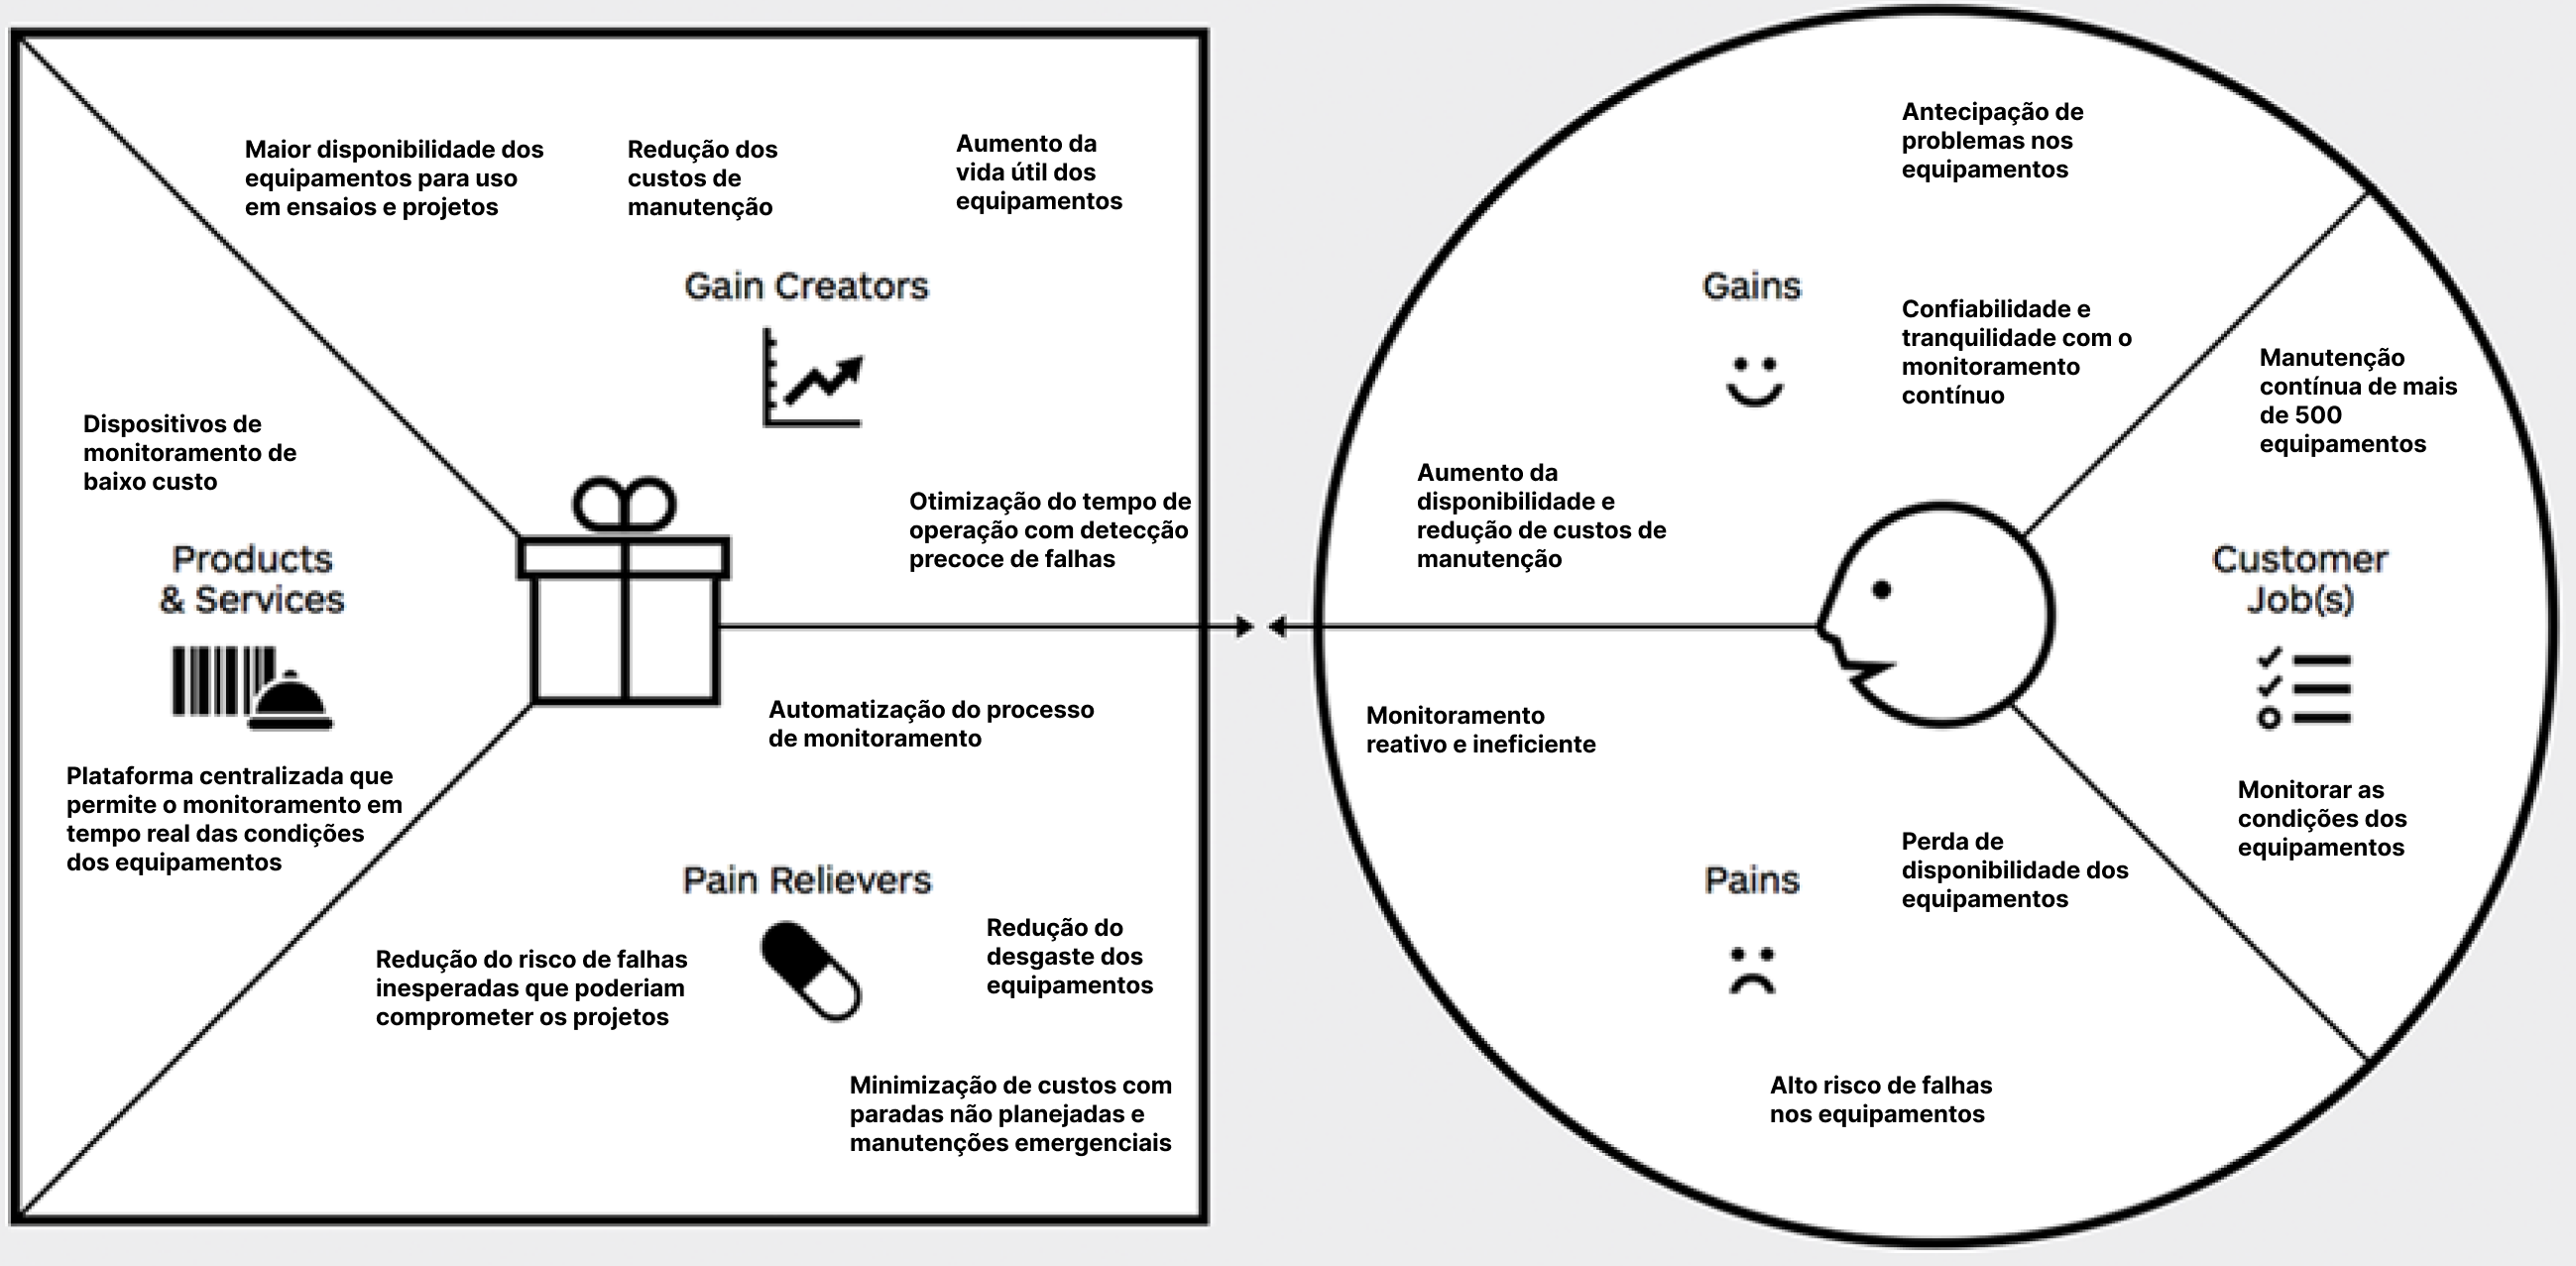 Maior disponibilidade dos
equipamentos para uso
em ensaios e projetos
Redução dos
custos de
manutenção
Aumento da
vida útil dos
equipamentos
Gain Creators
Otimização do tempo de
operação com detecção
precoce de falhas
Dispositivos de
monitoramento de
baixo custo
Products
& Services
Plataforma centralizada que
permite o monitoramento em
tempo real das condições
dos equipamentos
Automatização do processo
de monitoramento
Pain Relievers
Redução do risco de falhas
inesperadas que poderiam
comprometer os projetos
Redução do
desgaste dos
equipamentos
Minimização de custos com
paradas não planejadas e
manutenções emergenciais
Antecipação de
problemas nos
equipamentos
Gains
Confiabilidade e
tranquilidade com o
monitoramento
contínuo
Aumento da
disponibilidade e
redução de custos de
manutenção
Manutenção
contínua de mais
de 500
equipamentos
Customer
Job(s)
Monitorar as
condições dos
equipamentos
Monitoramento
reativo e ineficiente
Perda de
disponibilidade dos
equipamentos
Pains
Alto risco de falhas
nos equipamentos